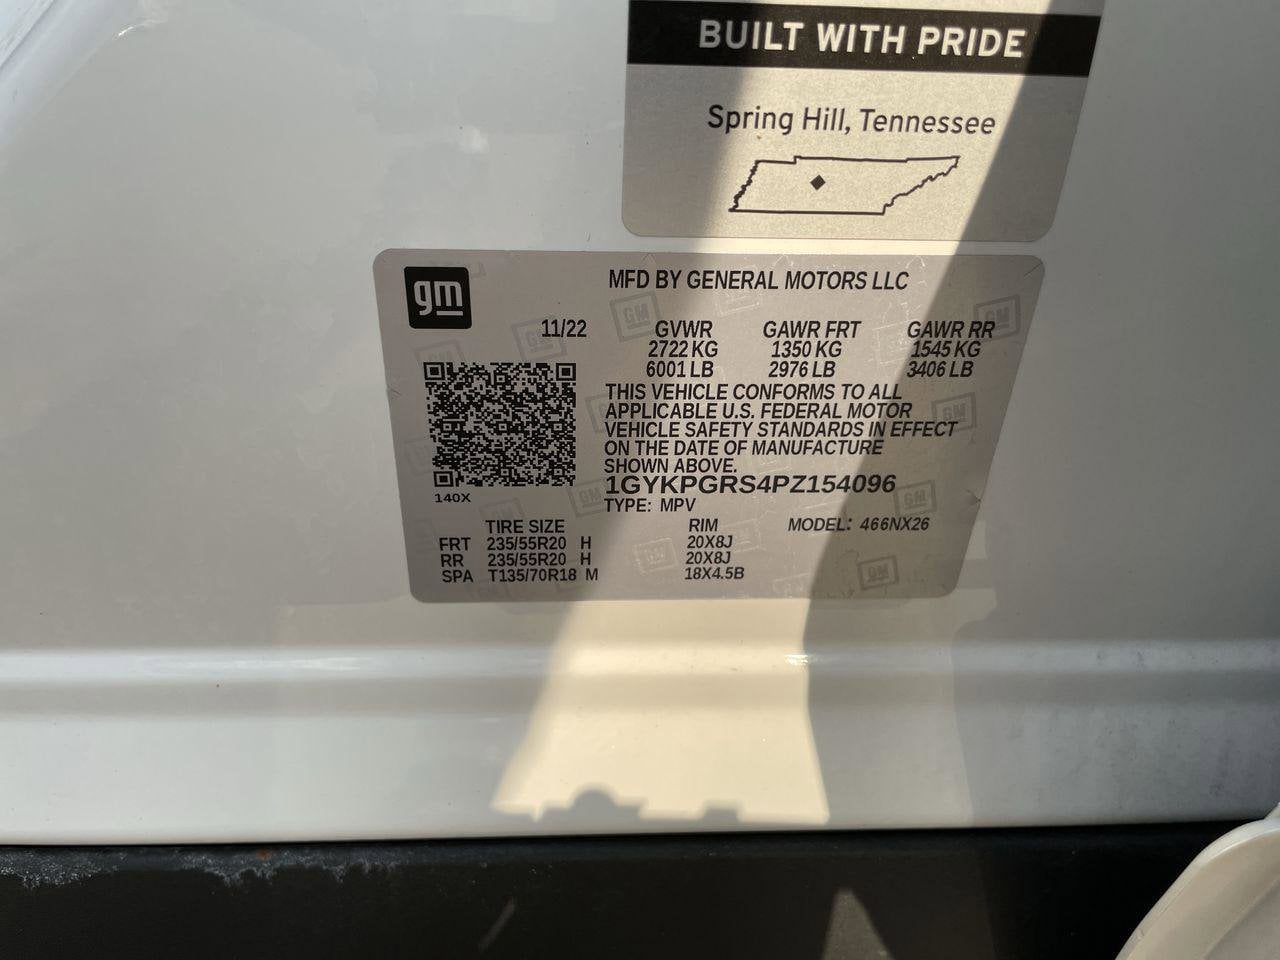 BUILT WITH PRIDE
Spring Hill, Tennessee
gm
MFD BY GENERAL MOTORS LLC
11/22 GVWR GAWR FRT GAWR RR
2722 KG 1350 KG 1545 KG
6001 LB 2976 LB 3406 LB
THIS VEHICLE CONFORMS TO ALL
APPLICABLE U.S. FEDERAL MOTOR
VEHICLE SAFETY STANDARDS IN EFFECT
ON THE DATE OF MANUFACTURE
SHOWN ABOVE.
1GYKPGRS4PZ154096
140X
TYPE: MPV
TIRE SIZE RIM MODEL: 466NX26
FRT 235/55R20 H 20X8J
RR 235/55R20 H 20X8J
SPA T135/70R18 M 18X4.5B